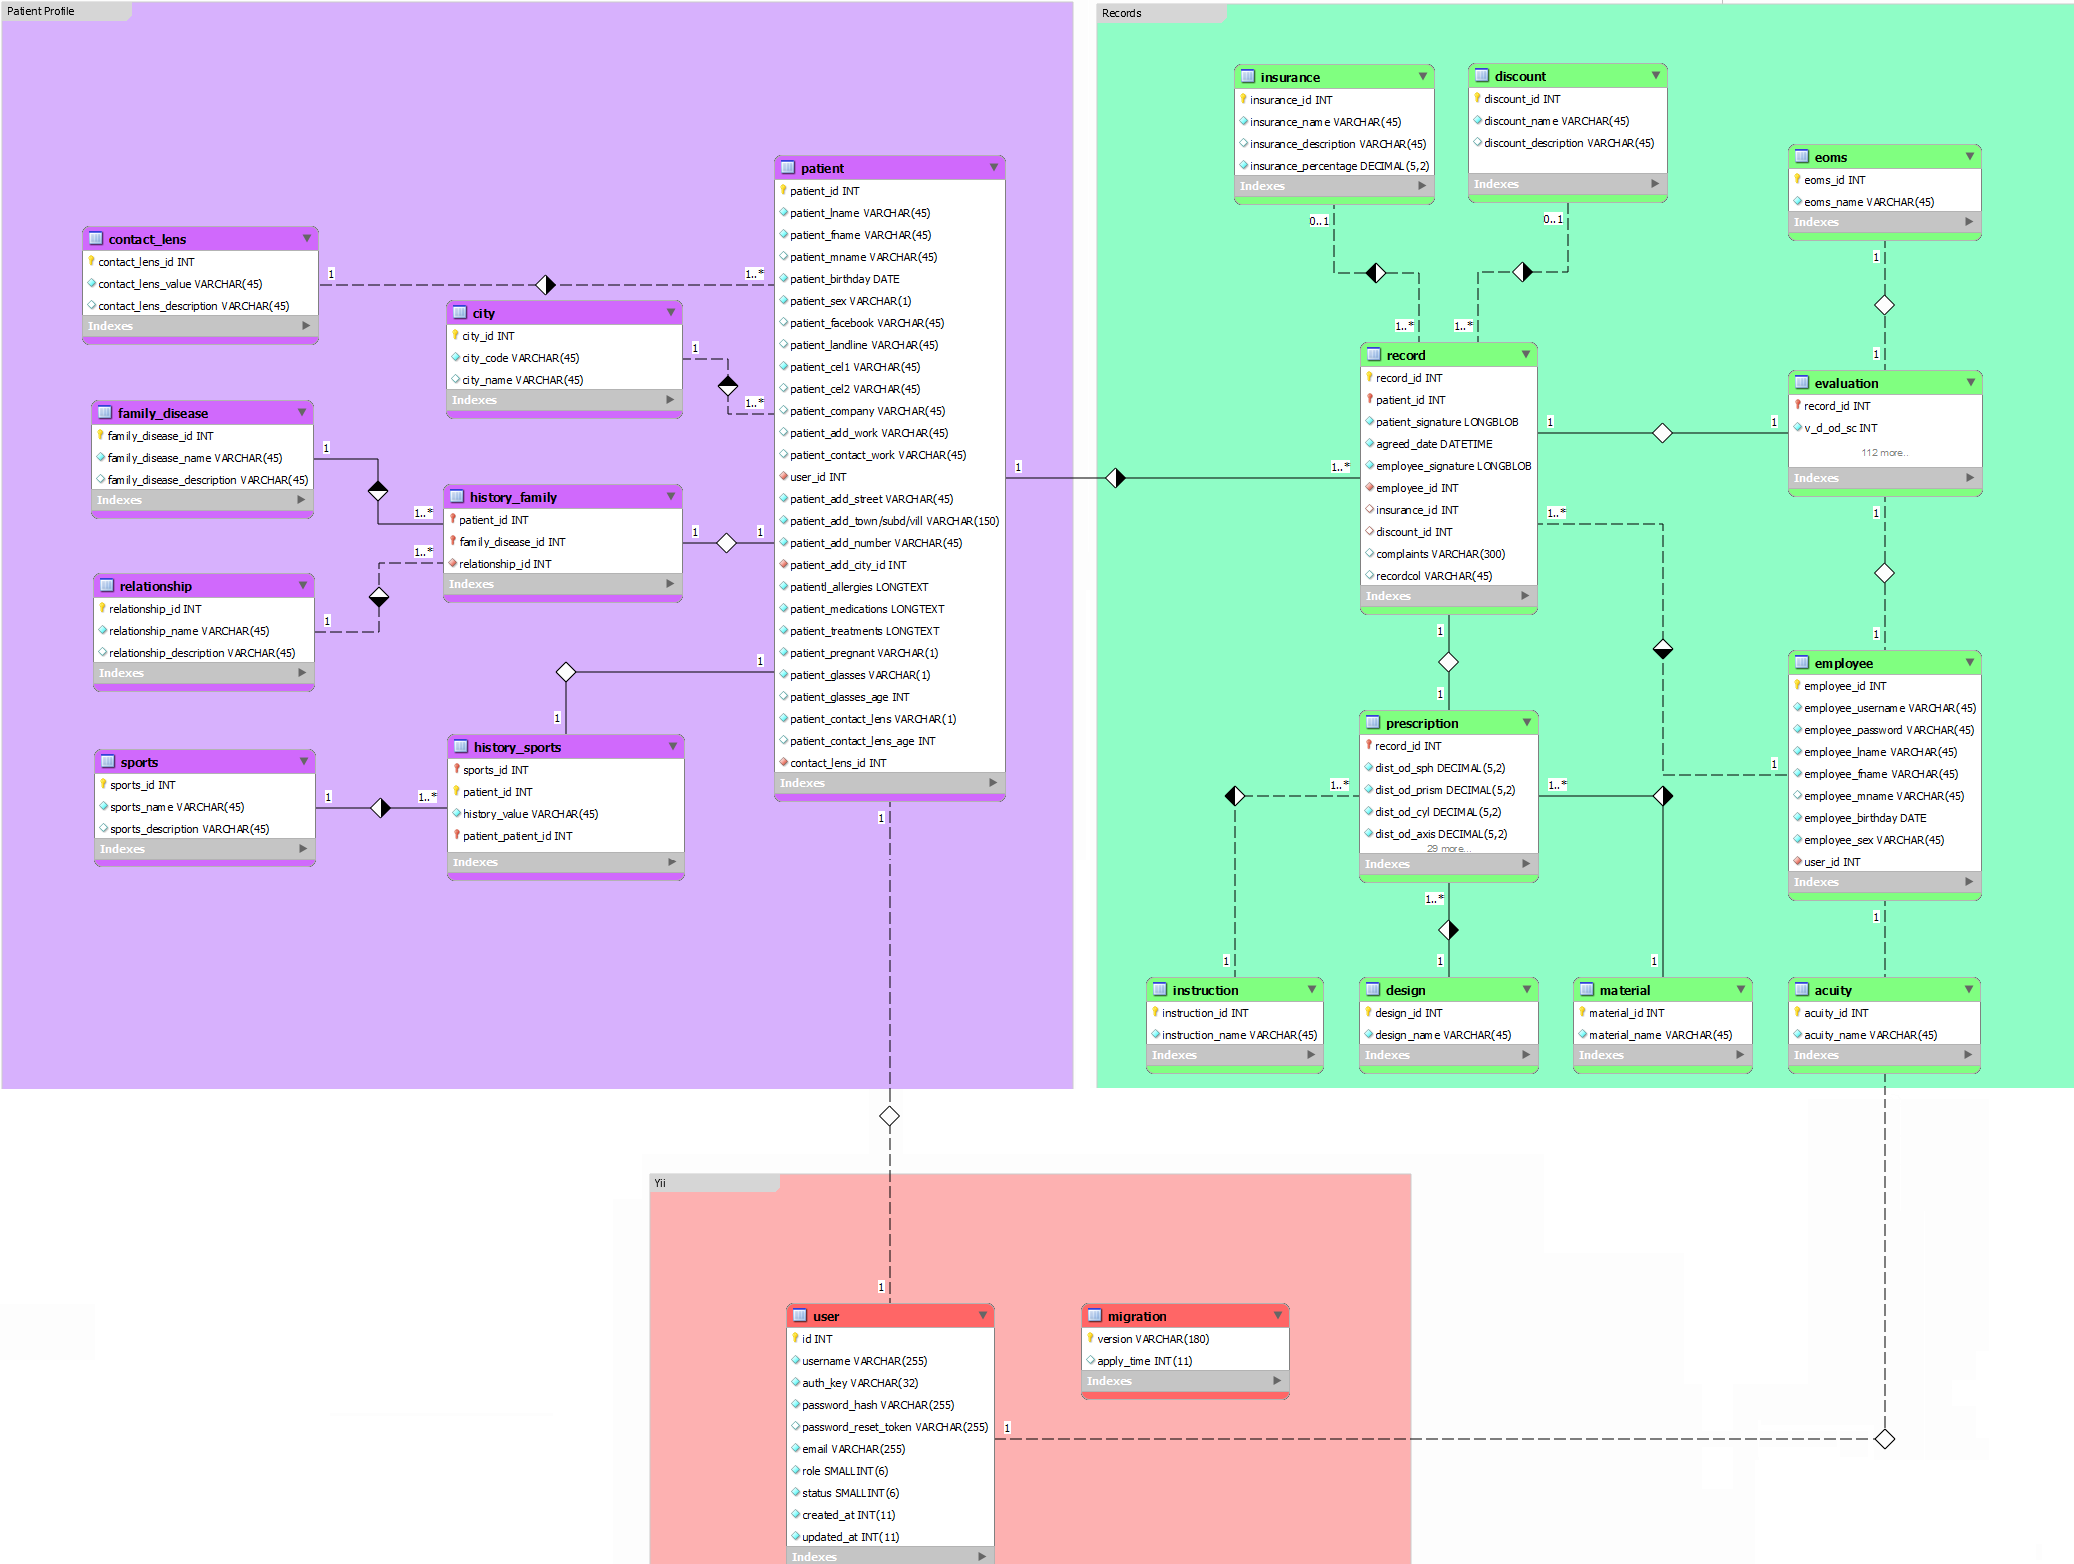 Patient Profile
contact_lens
contact_lens_id INT
contact_lens_value VARCHAR(45)
contact_lens_description VARCHAR(45)
Indexes
1
1..*
city
city_id INT
city_code VARCHAR(45)
city_name VARCHAR(45)
Indexes
1
1..*
family_disease
family_disease_id INT
family_disease_name VARCHAR(45)
family_disease_description VARCHAR(45)
Indexes
1
1..*
history_family
patient_id INT
family_disease_id INT
relationship_id INT
Indexes
1
1
1..*
relationship
relationship_id INT
relationship_name VARCHAR(45)
relationship_description VARCHAR(45)
Indexes
1
sports
sports_id INT
sports_name VARCHAR(45)
sports_description VARCHAR(45)
Indexes
1
1..*
history_sports
sports_id INT
patient_id INT
history_value VARCHAR(45)
patient_patient_id INT
Indexes
1
1
patient
patient_id INT
patient_lname VARCHAR(45)
patient_fname VARCHAR(45)
patient_mname VARCHAR(45)
patient_birthday DATE
patient_sex VARCHAR(1)
patient_facebook VARCHAR(45)
patient_landline VARCHAR(45)
patient_cel1 VARCHAR(45)
patient_cel2 VARCHAR(45)
patient_company VARCHAR(45)
patient_add_work VARCHAR(45)
patient_contact_work VARCHAR(45)
user_id INT
patient_add_street VARCHAR(45)
patient_add_town/subd/vill VARCHAR(150)
patient_add_number VARCHAR(45)
patient_add_city_id INT
patientl_allergies LONGTEXT
patient_medications LONGTEXT
patient_treatments LONGTEXT
patient_pregnant VARCHAR(1)
patient_glasses VARCHAR(1)
patient_glasses_age INT
patient_contact_lens VARCHAR(1)
patient_contact_lens_age INT
contact_lens_id INT
Indexes
1
1
1..*
Records
insurance
insurance_id INT
insurance_name VARCHAR(45)
insurance_description VARCHAR(45)
insurance_percentage DECIMAL(5,2)
Indexes
0..1
1..*
discount
discount_id INT
discount_name VARCHAR(45)
discount_description VARCHAR(45)
Indexes
0..1
1..*
eoms
eoms_id INT
eoms_name VARCHAR(45)
Indexes
1
1
record
record_id INT
patient_id INT
patient_signature LONGBLOB
agreed_date DATETIME
employee_signature LONGBLOB
employee_id INT
insurance_id INT
discount_id INT
complaints VARCHAR(300)
recordcol VARCHAR(45)
Indexes
1
1
1..*
1
1
evaluation
record_id INT
v_d_od_sc INT
112 more..
Indexes
1
1
employee
employee_id INT
employee_username VARCHAR(45)
employee_password VARCHAR(45)
employee_lname VARCHAR(45)
employee_fname VARCHAR(45)
employee_mname VARCHAR(45)
employee_birthday DATE
employee_sex VARCHAR(45)
user_id INT
Indexes
1
1
prescription
record_id INT
dist_od_sph DECIMAL(5,2)
dist_od_prism DECIMAL(5,2)
dist_od_cyl DECIMAL(5,2)
dist_od_axis DECIMAL(5,2)
29 more...
Indexes
1..*
1..*
1..*
1
1
1
instruction
instruction_id INT
instruction_name VARCHAR(45)
Indexes
design
design_id INT
design_name VARCHAR(45)
Indexes
material
material_id INT
material_name VARCHAR(45)
Indexes
acuity
acuity_id INT
acuity_name VARCHAR(45)
Indexes
Yii
1
user
id INT
username VARCHAR(255)
auth_key VARCHAR(32)
password_hash VARCHAR(255)
password_reset_token VARCHAR(255)
email VARCHAR(255)
role SMALLINT(6)
status SMALLINT(6)
created_at INT(11)
updated_at INT(11)
Indexes
1
migration
version VARCHAR(180)
apply_time INT(11)
Indexes